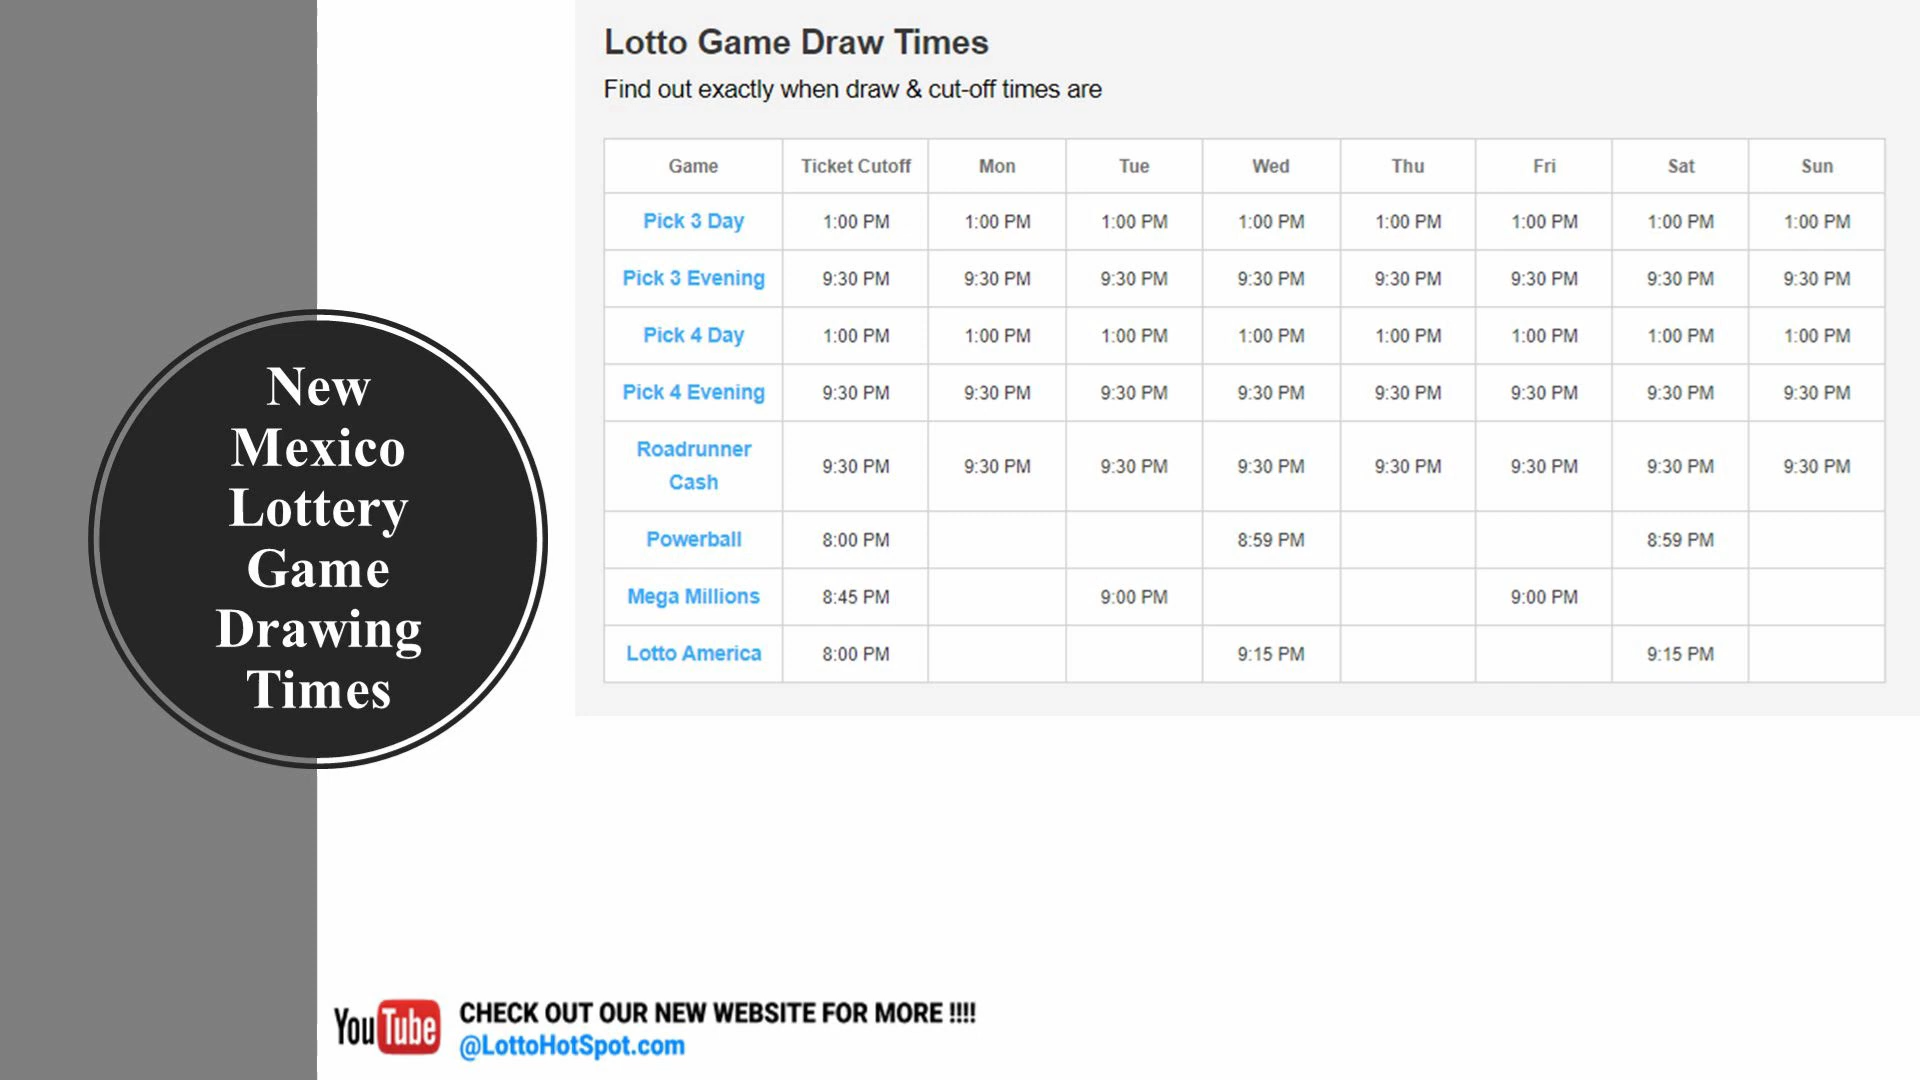 New
Mexico
Lottery
Game
Drawing
Times
Lotto Game Draw Times
Find out exactly when draw & cut-off times are
Game Ticket Cutoff Mon Tue Wed Thu Fri Sat Sun
Pick 3 Day 1:00 PM 1:00 PM 1:00 PM 1:00 PM 1:00 PM 1:00 PM 1:00 PM 1:00 PM
Pick 3 Evening 9:30 PM 9:30 PM 9:30 PM 9:30 PM 9:30 PM 9:30 PM 9:30 PM 9:30 PM
Pick 4 Day 1:00 PM 1:00 PM 1:00 PM 1:00 PM 1:00 PM 1:00 PM 1:00 PM 1:00 PM
Pick 4 Evening 9:30 PM 9:30 PM 9:30 PM 9:30 PM 9:30 PM 9:30 PM 9:30 PM 9:30 PM
Roadrunner
Cash 9:30 PM 9:30 PM 9:30 PM 9:30 PM 9:30 PM 9:30 PM 9:30 PM 9:30 PM
Powerball 8:00 PM 8:59 PM 8:59 PM
Mega Millions 8:45 PM 9:00 PM 9:00 PM
Lotto America 8:00 PM 9:15 PM 9:15 PM
YouTube CHECK OUT OUR NEW WEBSITE FOR MORE !!!!
@LottoHotSpot.com